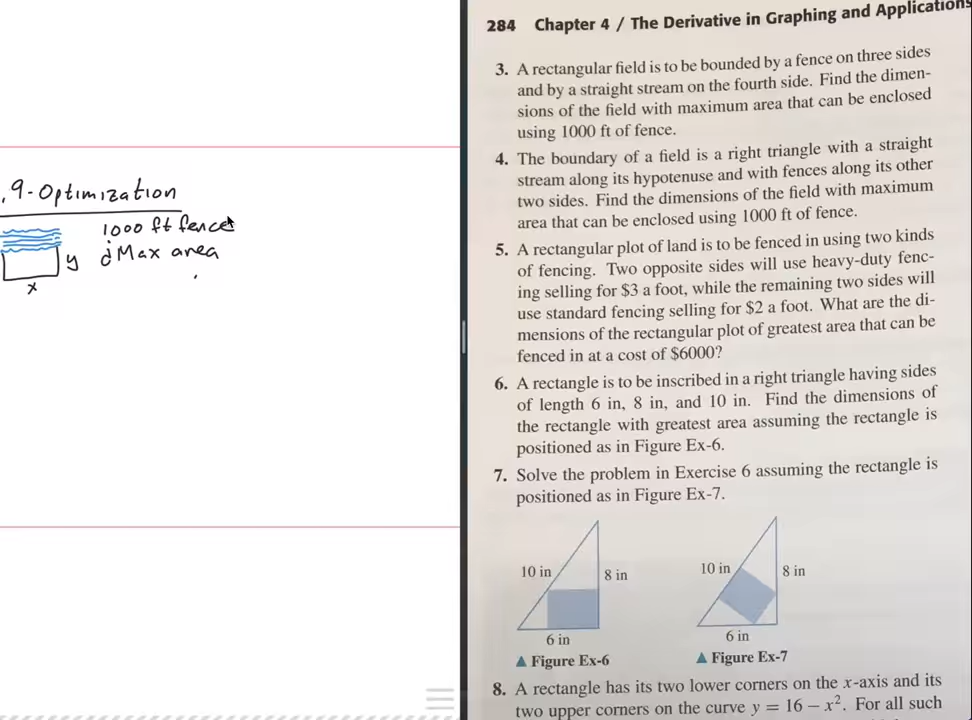 .9-Optimization
1000 ft fence
¿Max area
y
x
284 Chapter 4 / The Derivative in Graphing and Applications
3. A rectangular field is to be bounded by a fence on three sides
and by a straight stream on the fourth side. Find the dimen-
sions of the field with maximum area that can be enclosed
using 1000 ft of fence.
4. The boundary of a field is a right triangle with a straight
stream along its hypotenuse and with fences along its other
two sides. Find the dimensions of the field with maximum
area that can be enclosed using 1000 ft of fence.
5. A rectangular plot of land is to be fenced in using two kinds
of fencing. Two opposite sides will use heavy-duty fenc-
ing selling for $3 a foot, while the remaining two sides will
use standard fencing selling for $2 a foot. What are the di-
mensions of the rectangular plot of greatest area that can be
fenced in at a cost of $6000?
6. A rectangle is to be inscribed in a right triangle having sides
of length 6 in, 8 in, and 10 in. Find the dimensions of
the rectangle with greatest area assuming the rectangle is
positioned as in Figure Ex-6.
7. Solve the problem in Exercise 6 assuming the rectangle is
positioned as in Figure Ex-7.
10 in
8 in
6 in
▲ Figure Ex-6
10 in
8 in
6 in
▲ Figure Ex-7
8. A rectangle has its two lower corners on the x-axis and its
two upper corners on the curve y = 16 − x². For all such